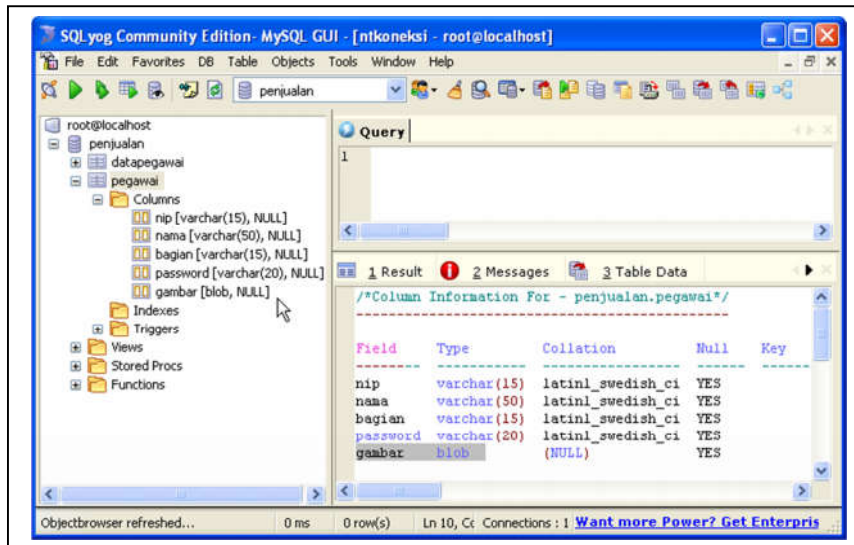 SQLyog Community Edition- MySQL GUI - [ntkoneksi - root@localhost]
File Edit Favorites DB Table Objects Tools Window Help
penjualan
root@localhost
penjualan
datapegawai
pegawai
Columns
nip [varchar(15), NULL]
nama [varchar(50), NULL]
bagian [varchar(15), NULL]
password [varchar(20), NULL]
gambar [blob, NULL]
Indexes
Triggers
Views
Stored Procs
Functions
Query
1
1 Result 2 Messages 3 Table Data
/*Column Information For - penjualan.pegawai*/
Field Type Collation Null Key
nip varchar(15) latin1_swedish_ci YES
nama varchar(50) latin1_swedish_ci YES
bagian varchar(15) latin1_swedish_ci YES
password varchar(20) latin1_swedish_ci YES
gambar blob (NULL) YES
Objectbrowser refreshed... 0 ms 0 row(s) Ln 10, Cc Connections : 1 Want more Power? Get Enterpris